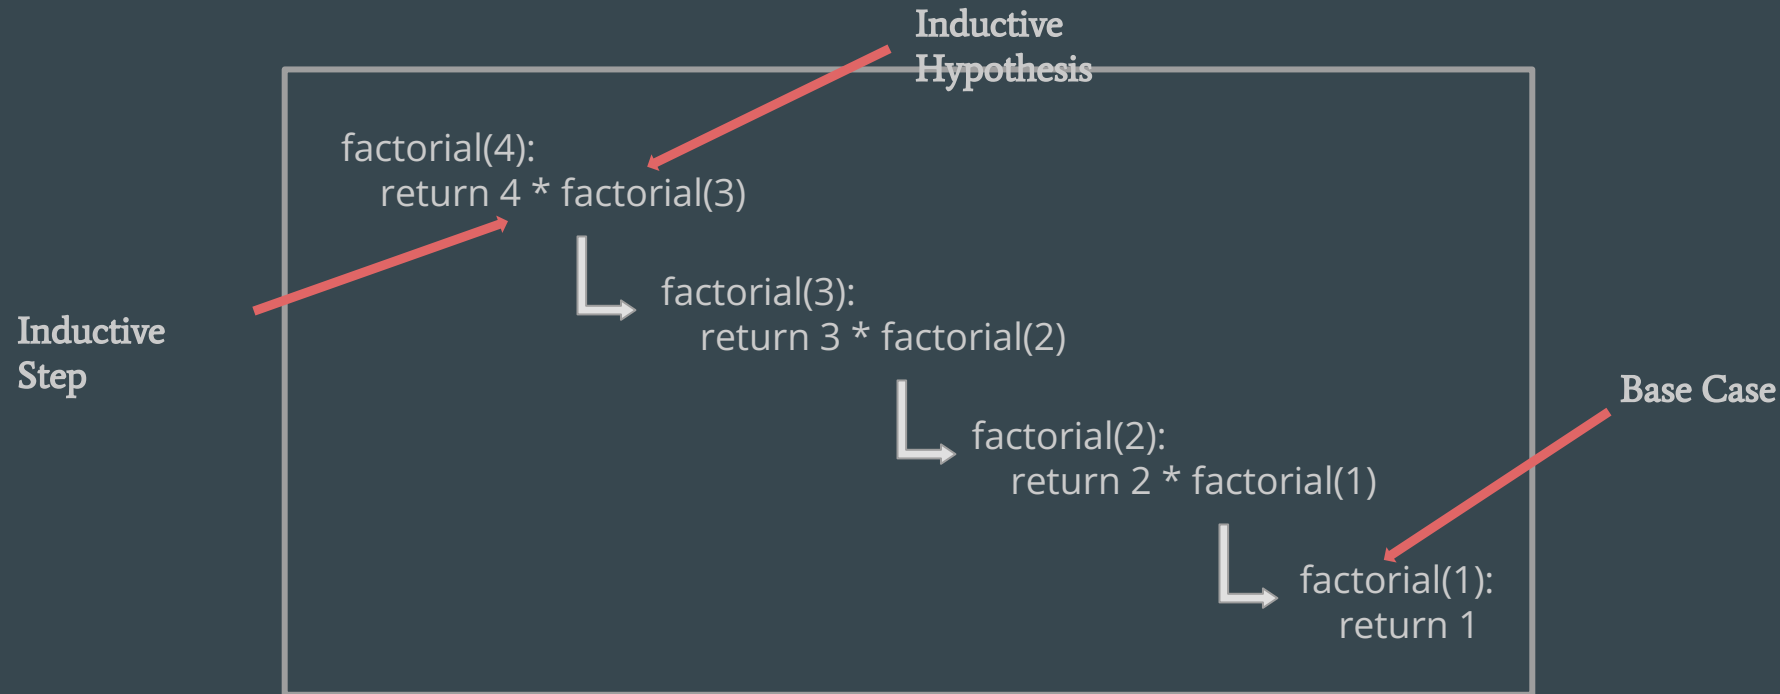 Inductive
Hypothesis
factorial(4):
return 4 * factorial(3)
factorial(3):
return 3 * factorial(2)
Inductive
Step
Base Case
factorial(2):
return 2 * factorial(1)
factorial(1):
return 1